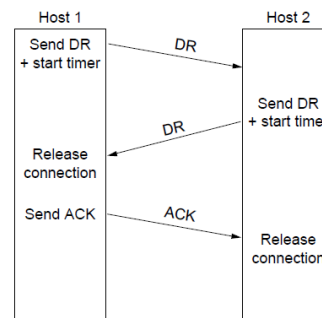 Host 1
Host 2
Send DR
+ start timer
DR
Send DR
+ start time
DR
Release
connection
Send ACK
ACK
Release
connection